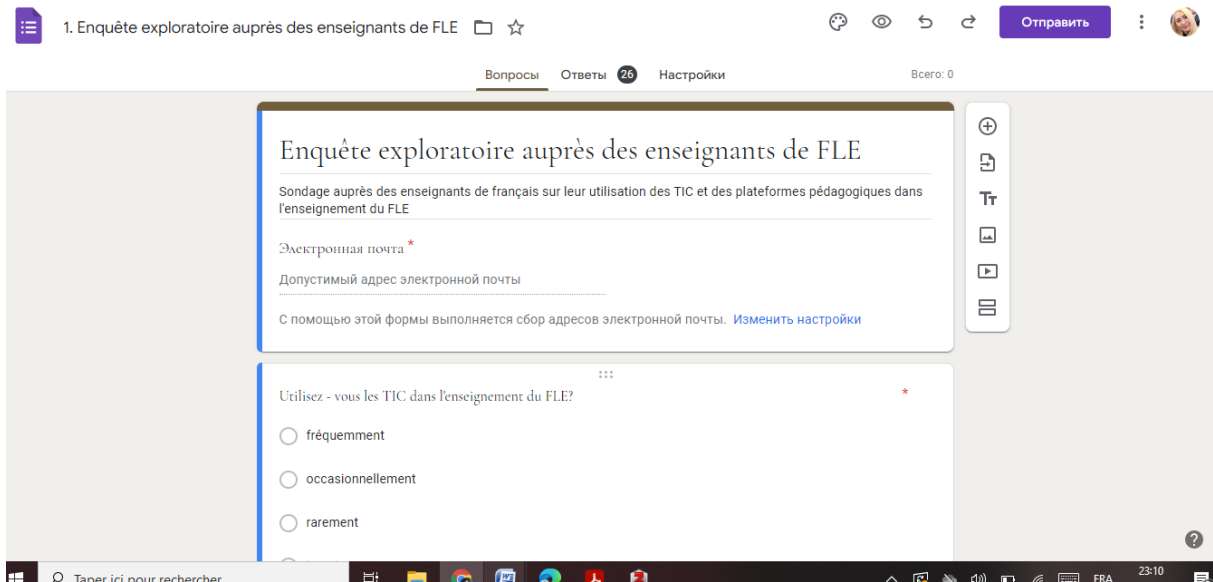 1. Enquête exploratoire auprès des enseignants de FLE
Отправить
Вопросы Ответы 26 Настройки Всего: 0
Enquête exploratoire auprès des enseignants de FLE
Sondage auprès des enseignants de français sur leur utilisation des TIC et des plateformes pédagogiques dans
l'enseignement du FLE
Электронная почта *
Допустимый адрес электронной почты
С помощью этой формы выполняется сбор адресов электронной почты. Изменить настройки
Utilisez - vous les TIC dans l'enseignement du FLE? *
fréquemment
occasionnellement
rarement
Taper ici pour rechercher
FRA
23:10